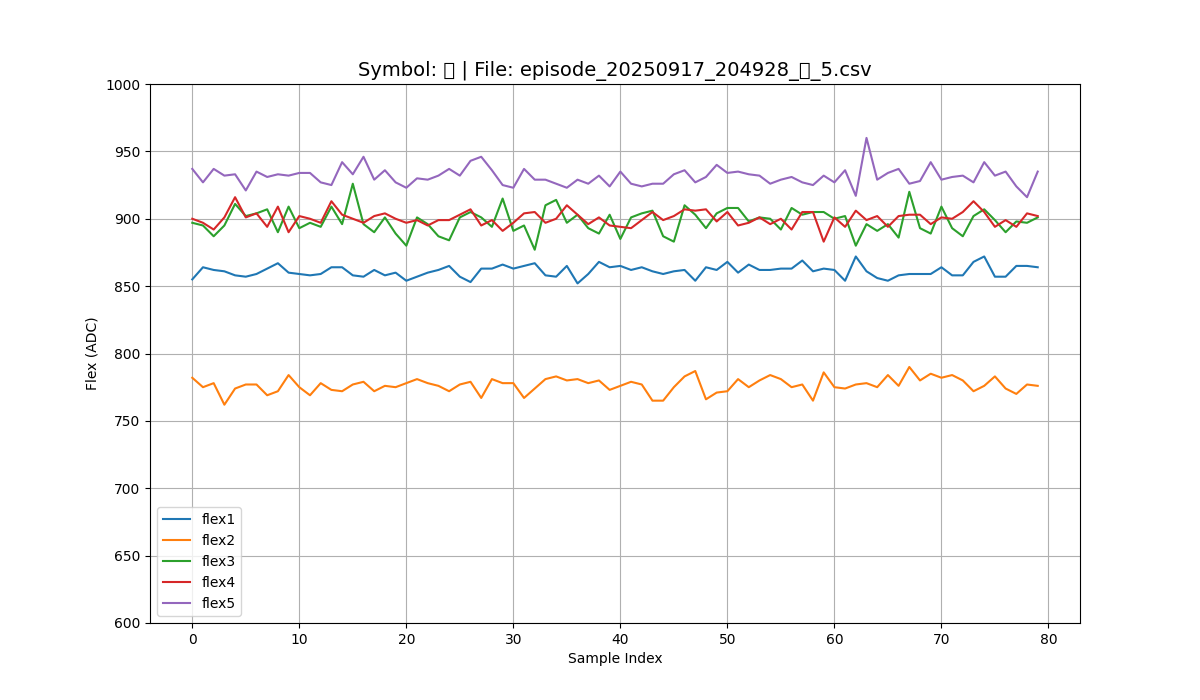 Symbol: ▯ | File: episode_20250917_204928_▯_5.csv
1000
950
900
850
800
750
700
650
600
Flex (ADC)
flex1
flex2
flex3
flex4
flex5
0 10 20 30 40 50 60 70 80
Sample Index